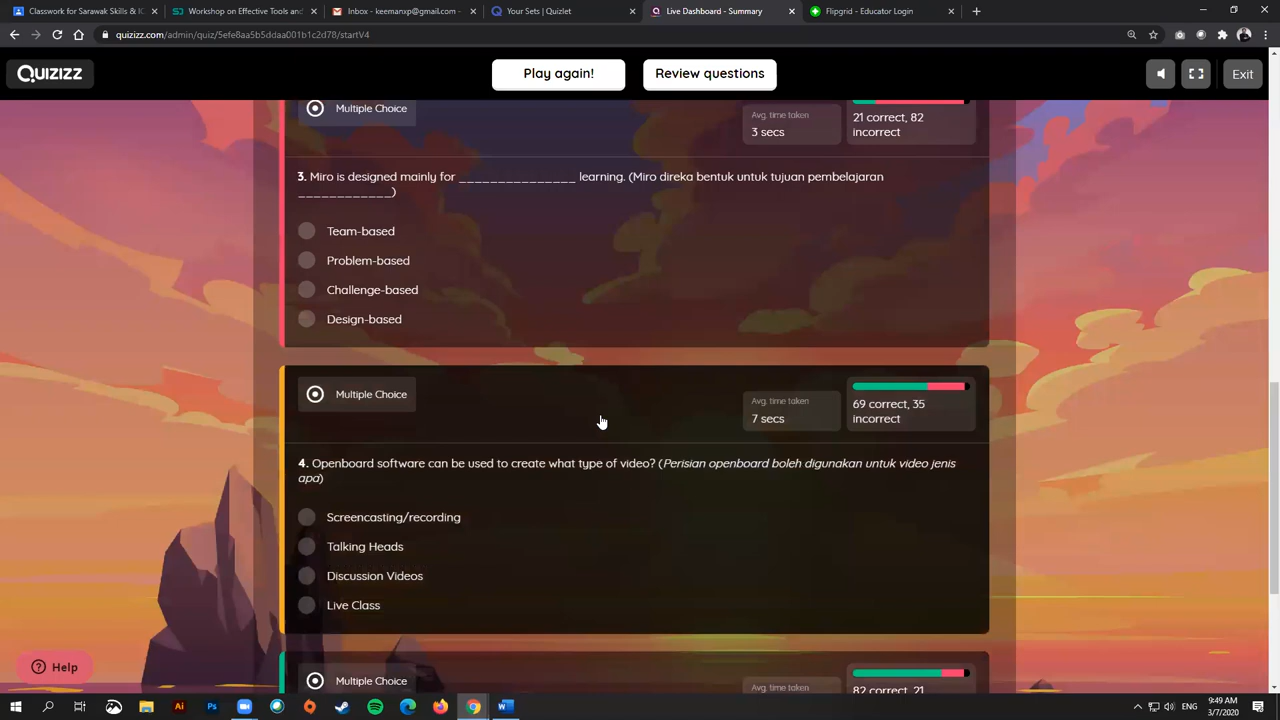 Classwork for Sarawak Skills & IC
Workshop on Effective Tools and
Inbox - keemanxp@gmail.com -
Your Sets | Quizlet
Live Dashboard - Summary
Flipgrid - Educator Login
quizizz.com/admin/quiz/5efe8aa5b5ddaa001b1c2d78/startV4
QUIZIZZ
Play again!
Review questions
Exit
Multiple Choice
Avg. time taken
3 secs
21 correct, 82
incorrect
3. Miro is designed mainly for _______________ learning. (Miro direka bentuk untuk tujuan pembelajaran
____________)
Team-based
Problem-based
Challenge-based
Design-based
Multiple Choice
Avg. time taken
7 secs
69 correct, 35
incorrect
4. Openboard software can be used to create what type of video? (Perisian openboard boleh digunakan untuk video jenis
apa)
Screencasting/recording
Talking Heads
Discussion Videos
Live Class
Help
Multiple Choice
Avg. time taken
82 correct, 21
ENG
9:49 AM
3/7/2020